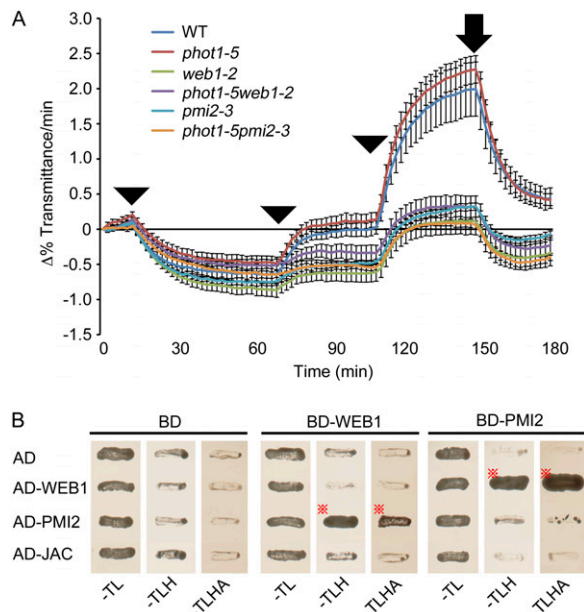 A
Δ% Transmittance/min
3.0
2.5
2.0
1.5
1.0
0.5
0
-0.5
-1.0
-1.5
WT
phot1-5
web1-2
phot1-5web1-2
pmi2-3
phot1-5pmi2-3
0 30 60 90 120 150 180
Time (min)
B
BD BD-WEB1 BD-PMI2
AD
AD-WEB1
※ ※
AD-PMI2
※ ※
AD-JAC
-TL -TLH TLHA -TL -TLH TLHA -TL -TLH TLHA